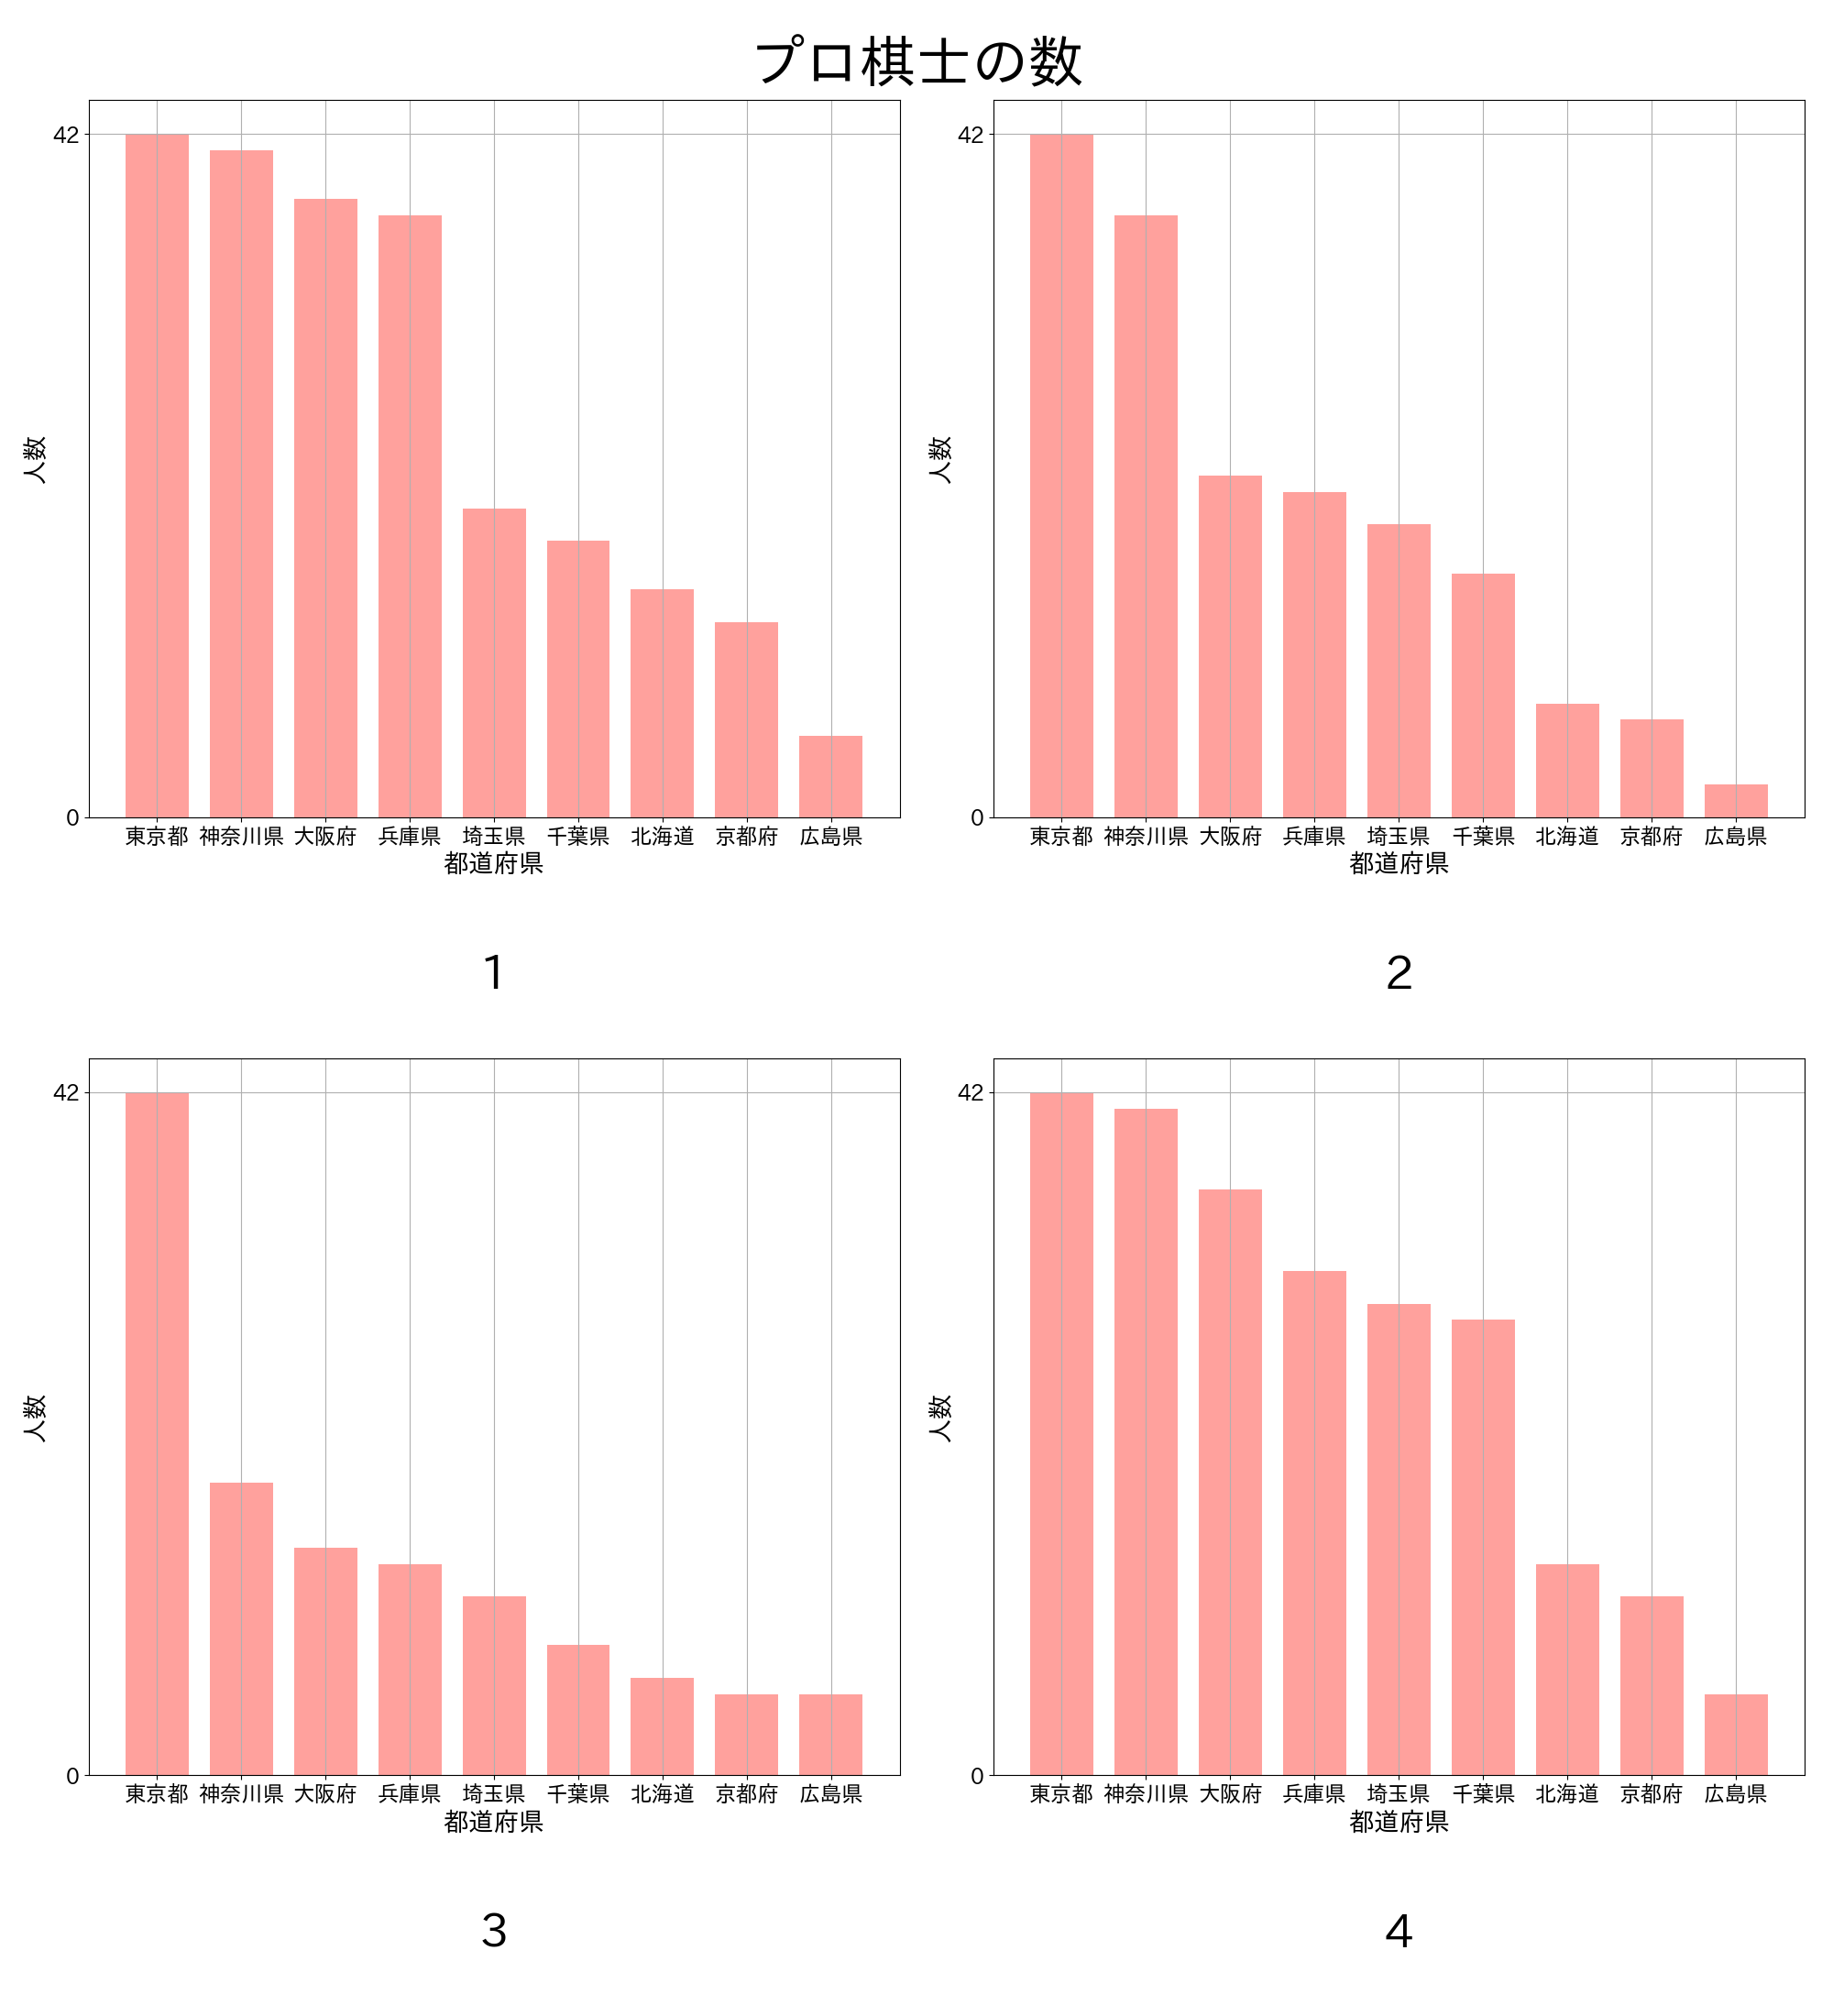 プロ棋士の数
42
0
人数
東京都 神奈川県 大阪府 兵庫県 埼玉県 千葉県 北海道 京都府 広島県
都道府県
1
42
0
人数
東京都 神奈川県 大阪府 兵庫県 埼玉県 千葉県 北海道 京都府 広島県
都道府県
2
42
0
人数
東京都 神奈川県 大阪府 兵庫県 埼玉県 千葉県 北海道 京都府 広島県
都道府県
3
42
0
人数
東京都 神奈川県 大阪府 兵庫県 埼玉県 千葉県 北海道 京都府 広島県
都道府県
4